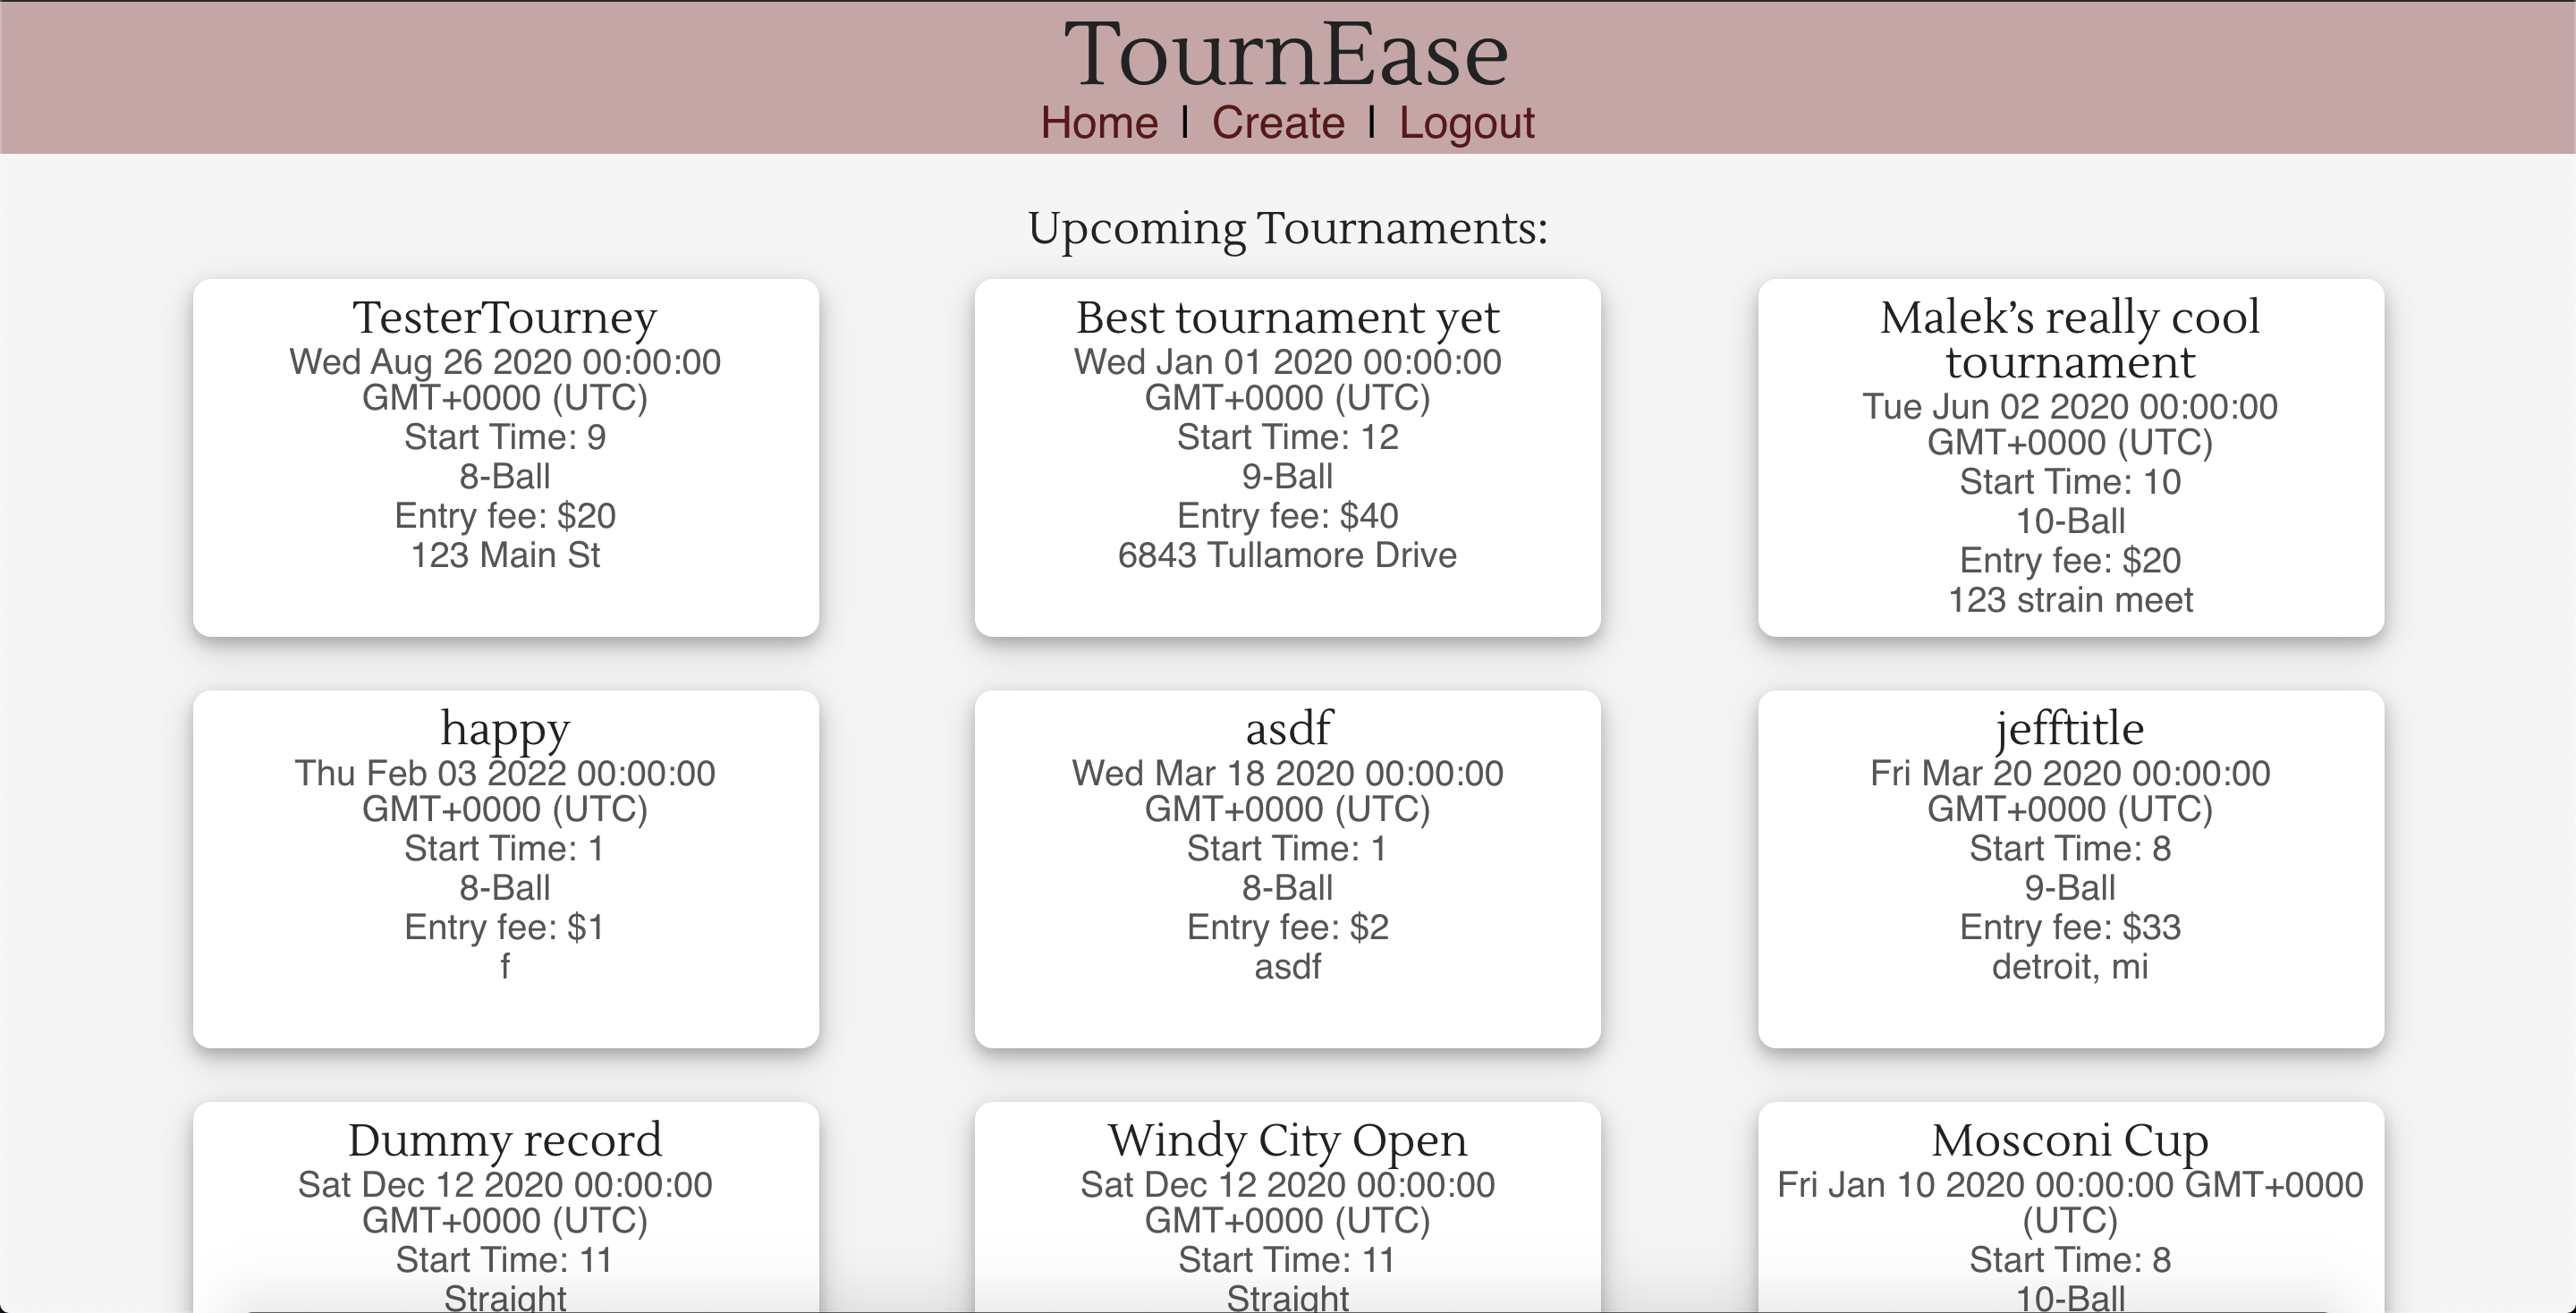 TournEase
Home | Create | Logout
Upcoming Tournaments:
TesterTourney
Wed Aug 26 2020 00:00:00
GMT+0000 (UTC)
Start Time: 9
8-Ball
Entry fee: $20
123 Main St
Best tournament yet
Wed Jan 01 2020 00:00:00
GMT+0000 (UTC)
Start Time: 12
9-Ball
Entry fee: $40
6843 Tullamore Drive
Malek’s really cool
tournament
Tue Jun 02 2020 00:00:00
GMT+0000 (UTC)
Start Time: 10
10-Ball
Entry fee: $20
123 strain meet
happy
Thu Feb 03 2022 00:00:00
GMT+0000 (UTC)
Start Time: 1
8-Ball
Entry fee: $1
f
asdf
Wed Mar 18 2020 00:00:00
GMT+0000 (UTC)
Start Time: 1
8-Ball
Entry fee: $2
asdf
jefftitle
Fri Mar 20 2020 00:00:00
GMT+0000 (UTC)
Start Time: 8
9-Ball
Entry fee: $33
detroit, mi
Dummy record
Sat Dec 12 2020 00:00:00
GMT+0000 (UTC)
Start Time: 11
Straight
Windy City Open
Sat Dec 12 2020 00:00:00
GMT+0000 (UTC)
Start Time: 11
Straight
Mosconi Cup
Fri Jan 10 2020 00:00:00 GMT+0000
(UTC)
Start Time: 8
10-Ball